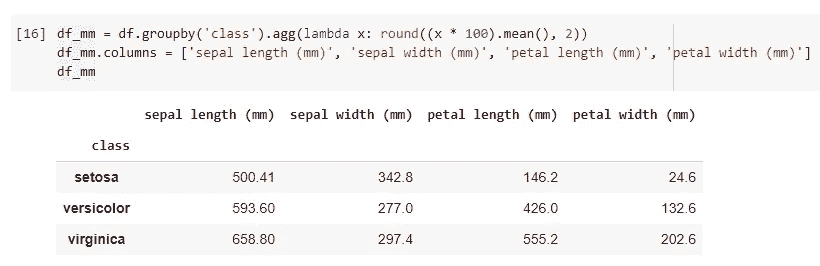 [16] df_mm = df.groupby('class').agg(lambda x: round((x * 100).mean(), 2))
df_mm.columns = ['sepal length (mm)', 'sepal width (mm)', 'petal length (mm)', 'petal width (mm)']
df_mm
sepal length (mm) sepal width (mm) petal length (mm) petal width (mm)
class
setosa 500.41 342.8 146.2 24.6
versicolor 593.60 277.0 426.0 132.6
virginica 658.80 297.4 555.2 202.6